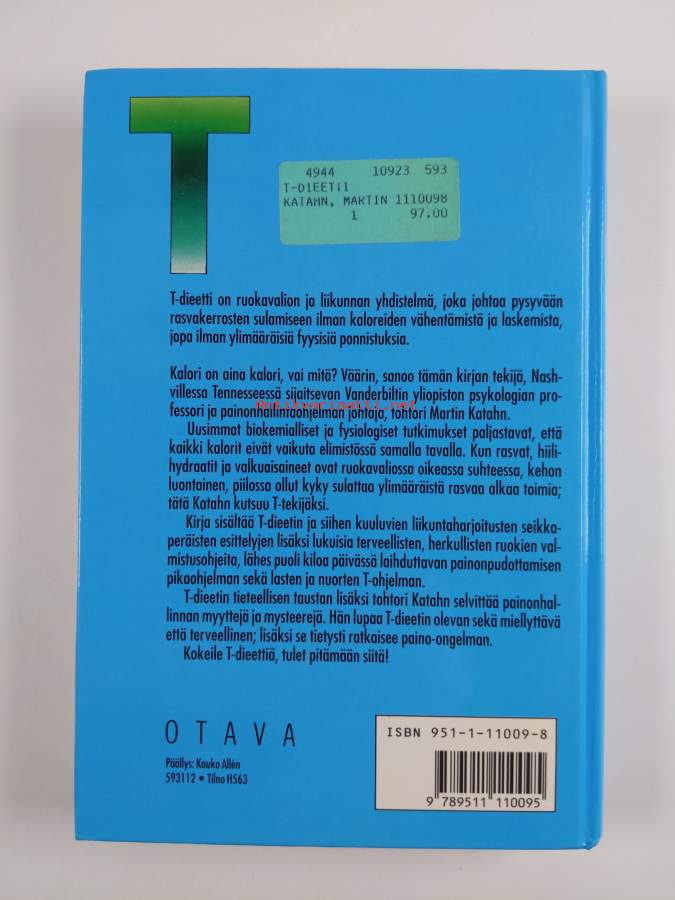 T
4944 10923 593
T-DIEETTI
KATAHN, MARTIN 1110098
1 97.00
T-dieetti on ruokavalion ja liikunnan yhdistelmä, joka johtaa pysyvään
rasvakerrosten sulamiseen ilman kaloreiden vähentämistä ja laskemista,
jopa ilman ylimääräisiä fyysisiä ponnistuksia.
Kalori on aina kalori, vai mitä? Väärin, sanoo tämän kirjan tekijä, Nash-
villessa Tennesseessä sijaitsevan Vanderbiltin yliopiston psykologian pro-
antikvariaatti.net
fessori ja painonhallintaohjelman johtaja, tohtori Martin Katahn.
Uusimmat biokemialliset ja fysiologiset tutkimukset paljastavat, että
kaikki kalorit eivät vaikuta elimistössä samalla tavalla. Kun rasvat, hiili-
hydraatit ja valkuaisaineet ovat ruokavaliossa oikeassa suhteessa, kehon
luontainen, piilossa ollut kyky sulattaa ylimääräistä rasvaa alkaa toimia;
tätä Katahn kutsuu T-tekijäksi.
Kirja sisältää T-dieetin ja siihen kuuluvien liikuntaharjoitusten seikka-
peräisten esittelyjen lisäksi lukuisia terveellisten, herkullisten ruokien val-
mistusohjeita, lähes puoli kiloa päivässä laihduttavan painonpudottamisen
pikaohjelman sekä lasten ja nuorten T-ohjelman.
T-dieetin tieteellisen taustan lisäksi tohtori Katahn selvittää painonhal-
linnan myyttejä ja mysteerejä. Hän lupaa T-dieetin olevan sekä miellyttävä
että terveellinen; lisäksi se tietysti ratkaisee paino-ongelman.
Kokeile T-dieettiä, tulet pitämään siitä!
OTAVA
Päällys: Kauko Allén
593112 • Tilno H563
ISBN 951-1-11009-8
9 789511 110095